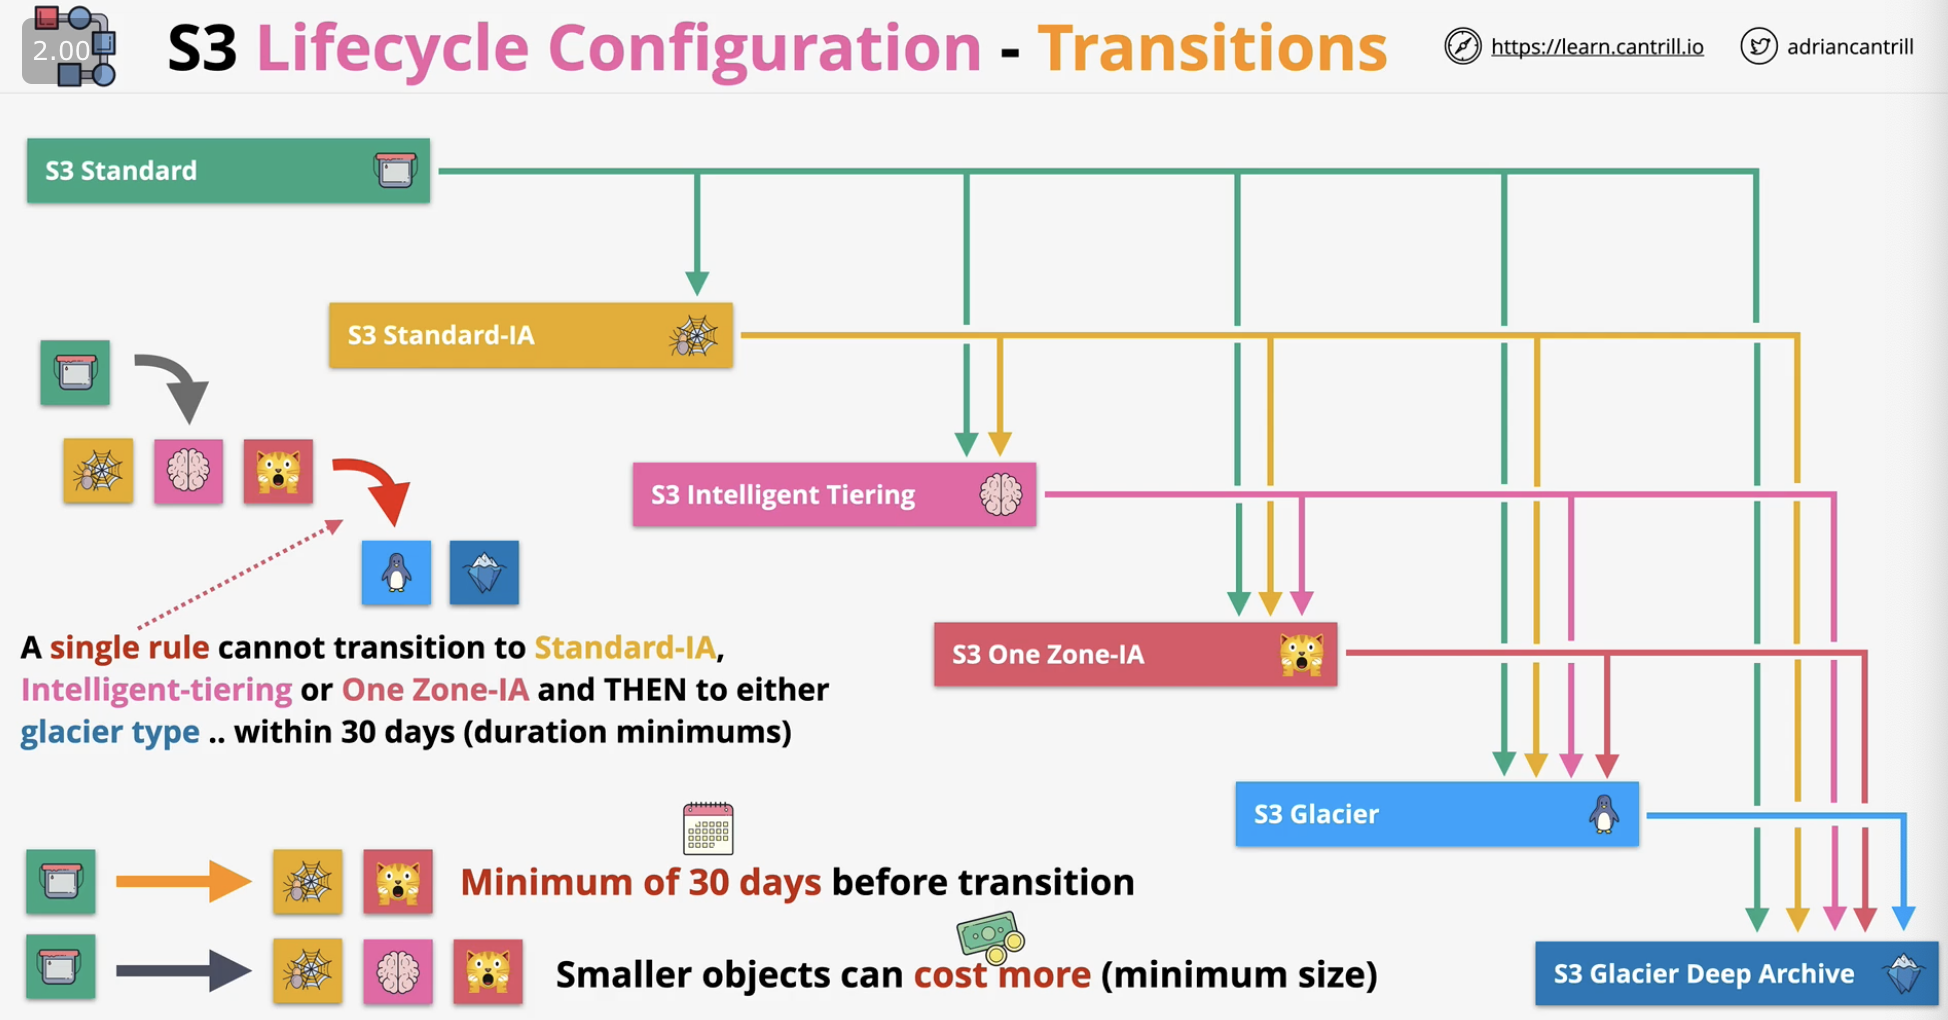 2.00
S3 Lifecycle Configuration - Transitions
https://learn.cantrill.io
adriancantrill
S3 Standard
S3 Standard-IA
S3 Intelligent Tiering
S3 One Zone-IA
A single rule cannot transition to Standard-IA,
Intelligent-tiering or One Zone-IA and THEN to either
glacier type .. within 30 days (duration minimums)
S3 Glacier
Minimum of 30 days before transition
Smaller objects can cost more (minimum size)
S3 Glacier Deep Archive